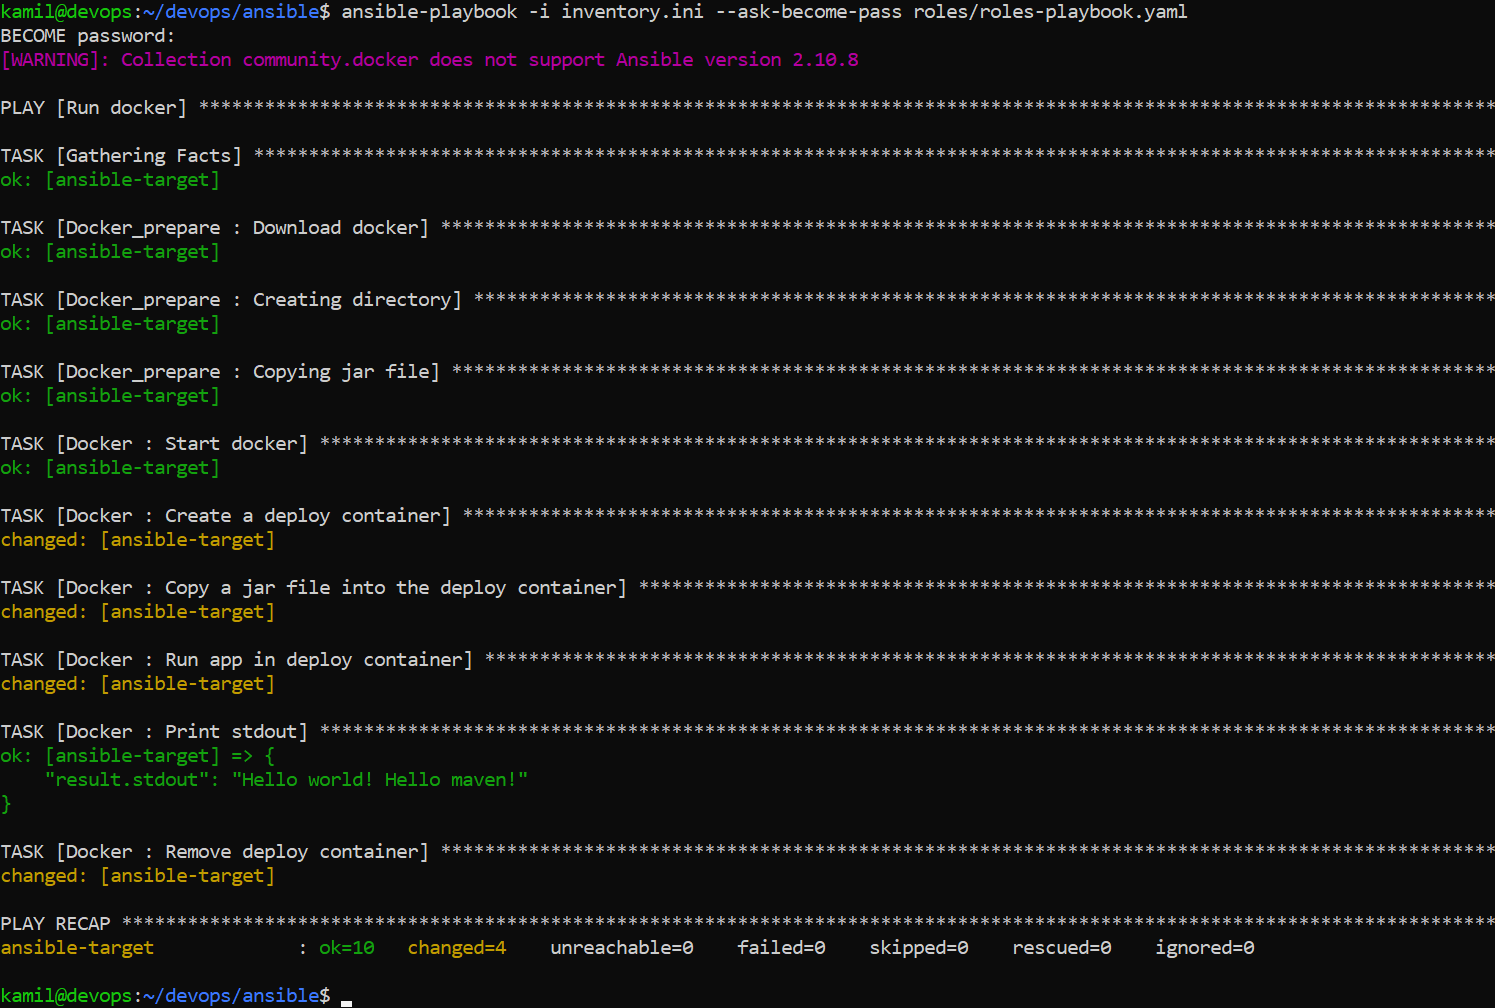 kamil@devops:~/devops/ansible$ ansible-playbook -i inventory.ini --ask-become-pass roles/roles-playbook.yaml
BECOME password:
[WARNING]: Collection community.docker does not support Ansible version 2.10.8
PLAY [Run docker] **********************************************************************************************************************
TASK [Gathering Facts] *****************************************************************************************************************
ok: [ansible-target]
TASK [Docker_prepare : Download docker] ************************************************************************************************
ok: [ansible-target]
TASK [Docker_prepare : Creating directory] *********************************************************************************************
ok: [ansible-target]
TASK [Docker_prepare : Copying jar file] ***********************************************************************************************
ok: [ansible-target]
TASK [Docker : Start docker] ***********************************************************************************************************
ok: [ansible-target]
TASK [Docker : Create a deploy container] **********************************************************************************************
changed: [ansible-target]
TASK [Docker : Copy a jar file into the deploy container] ******************************************************************************
changed: [ansible-target]
TASK [Docker : Run app in deploy container] ********************************************************************************************
changed: [ansible-target]
TASK [Docker : Print stdout] ***********************************************************************************************************
ok: [ansible-target] => {
    "result.stdout": "Hello world! Hello maven!"
}
TASK [Docker : Remove deploy container] ************************************************************************************************
changed: [ansible-target]
PLAY RECAP *****************************************************************************************************************************
ansible-target             : ok=10   changed=4    unreachable=0    failed=0    skipped=0    rescued=0    ignored=0
kamil@devops:~/devops/ansible$